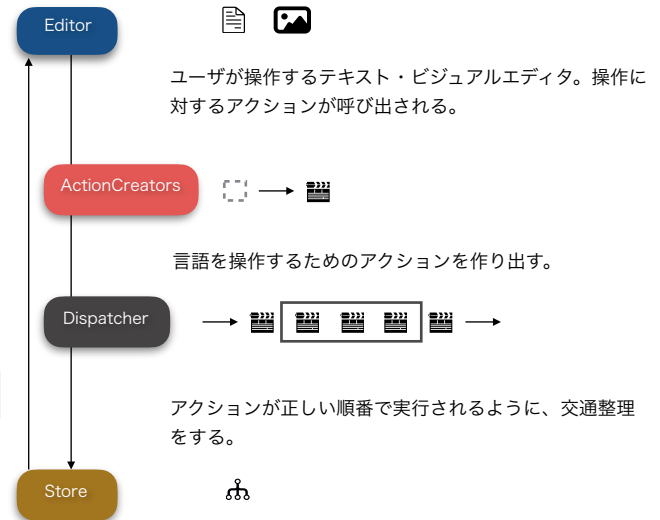 Editor
ユーザが操作するテキスト・ビジュアルエディタ。操作に
対するアクションが呼び出される。
ActionCreators
言語を操作するためのアクションを作り出す。
Dispatcher
アクションが正しい順番で実行されるように、交通整理
をする。
Store